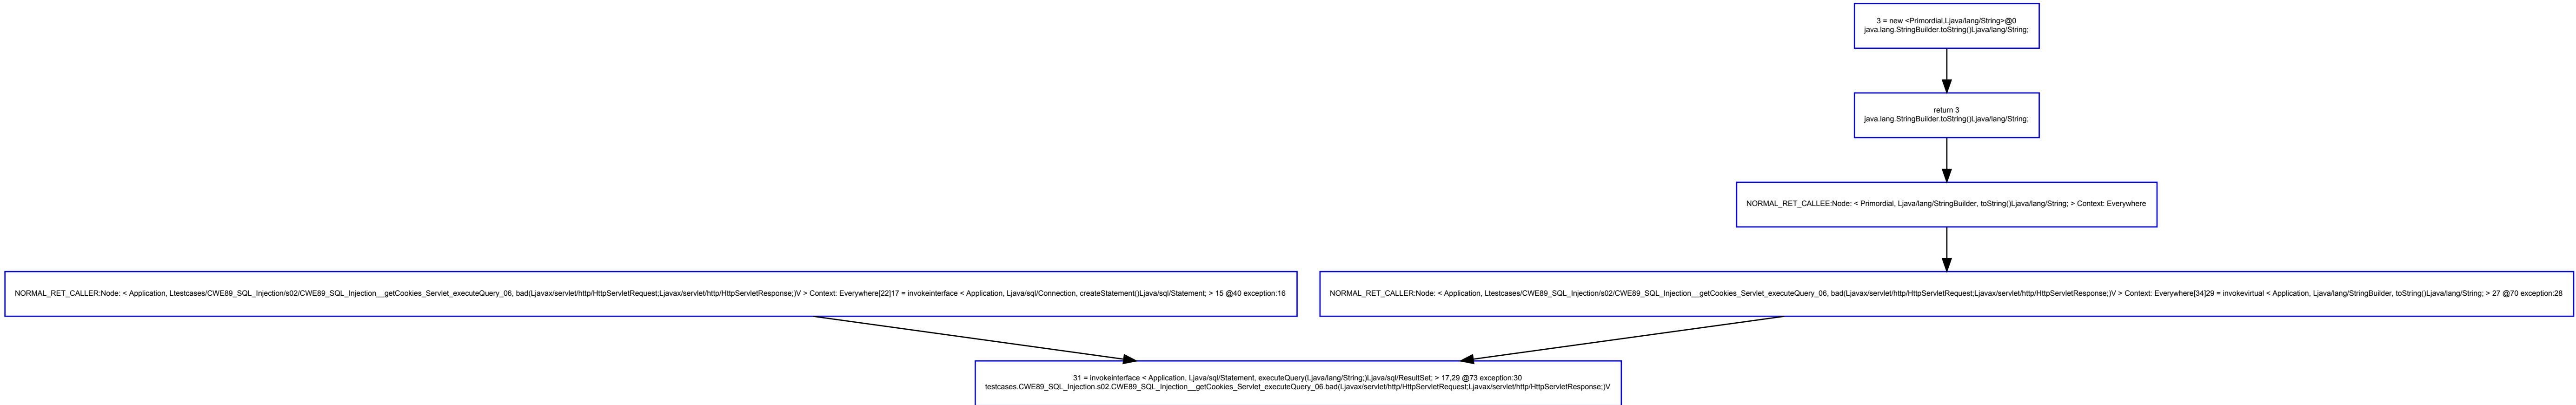 3 = new <Primordial,Ljava/lang/String>@0
java.lang.StringBuilder.toString()Ljava/lang/String;
return 3
java.lang.StringBuilder.toString()Ljava/lang/String;
NORMAL_RET_CALLEE:Node: < Primordial, Ljava/lang/StringBuilder, toString()Ljava/lang/String; > Context: Everywhere
NORMAL_RET_CALLER:Node: < Application, Ltestcases/CWE89_SQL_Injection/s02/CWE89_SQL_Injection__getCookies_Servlet_executeQuery_06, bad(Ljavax/servlet/http/HttpServletRequest;Ljavax/servlet/http/HttpServletResponse;)V > Context: Everywhere[22]17 = invokeinterface < Application, Ljava/sql/Connection, createStatement()Ljava/sql/Statement; > 15 @40 exception:16
NORMAL_RET_CALLER:Node: < Application, Ltestcases/CWE89_SQL_Injection/s02/CWE89_SQL_Injection__getCookies_Servlet_executeQuery_06, bad(Ljavax/servlet/http/HttpServletRequest;Ljavax/servlet/http/HttpServletResponse;)V > Context: Everywhere[34]29 = invokevirtual < Application, Ljava/lang/StringBuilder, toString()Ljava/lang/String; > 27 @70 exception:28
31 = invokeinterface < Application, Ljava/sql/Statement, executeQuery(Ljava/lang/String;)Ljava/sql/ResultSet; > 17,29 @73 exception:30
testcases.CWE89_SQL_Injection.s02.CWE89_SQL_Injection__getCookies_Servlet_executeQuery_06.bad(Ljavax/servlet/http/HttpServletRequest;Ljavax/servlet/http/HttpServletResponse;)V